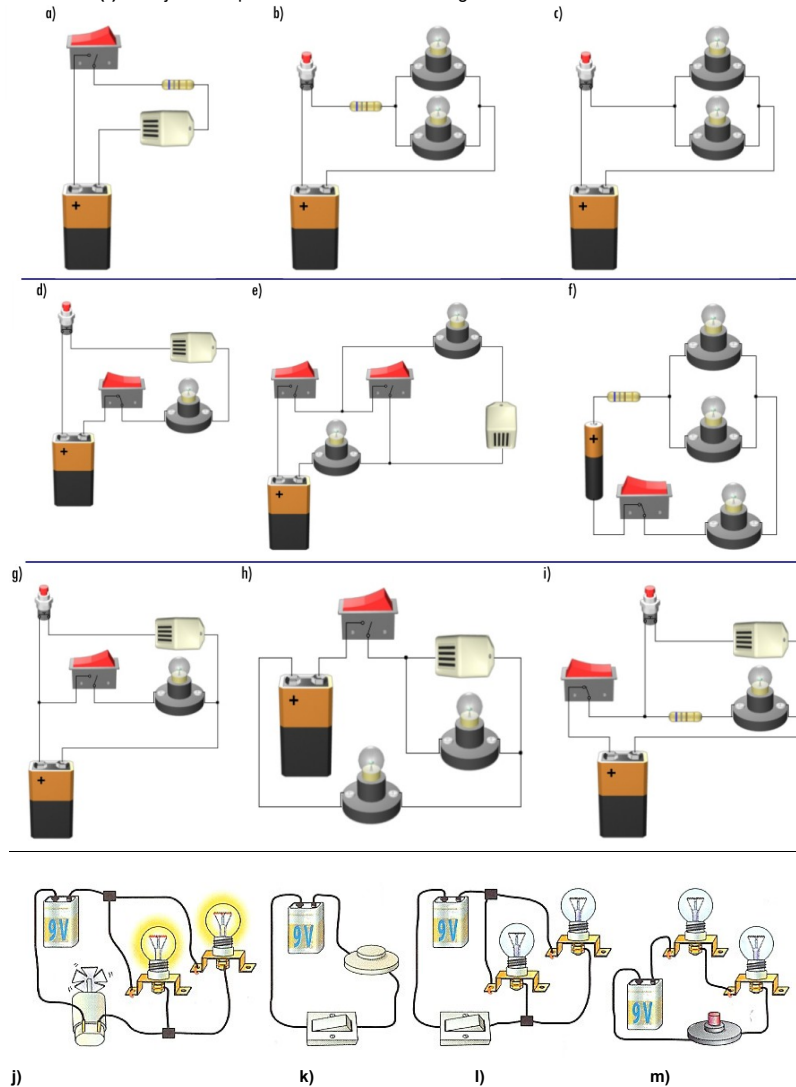 a)
b)
c)
+
+
+
d)
e)
f)
+
+
+
g)
h)
i)
+
+
+
9V
9V
9V
9V
j)
k)
l)
m)